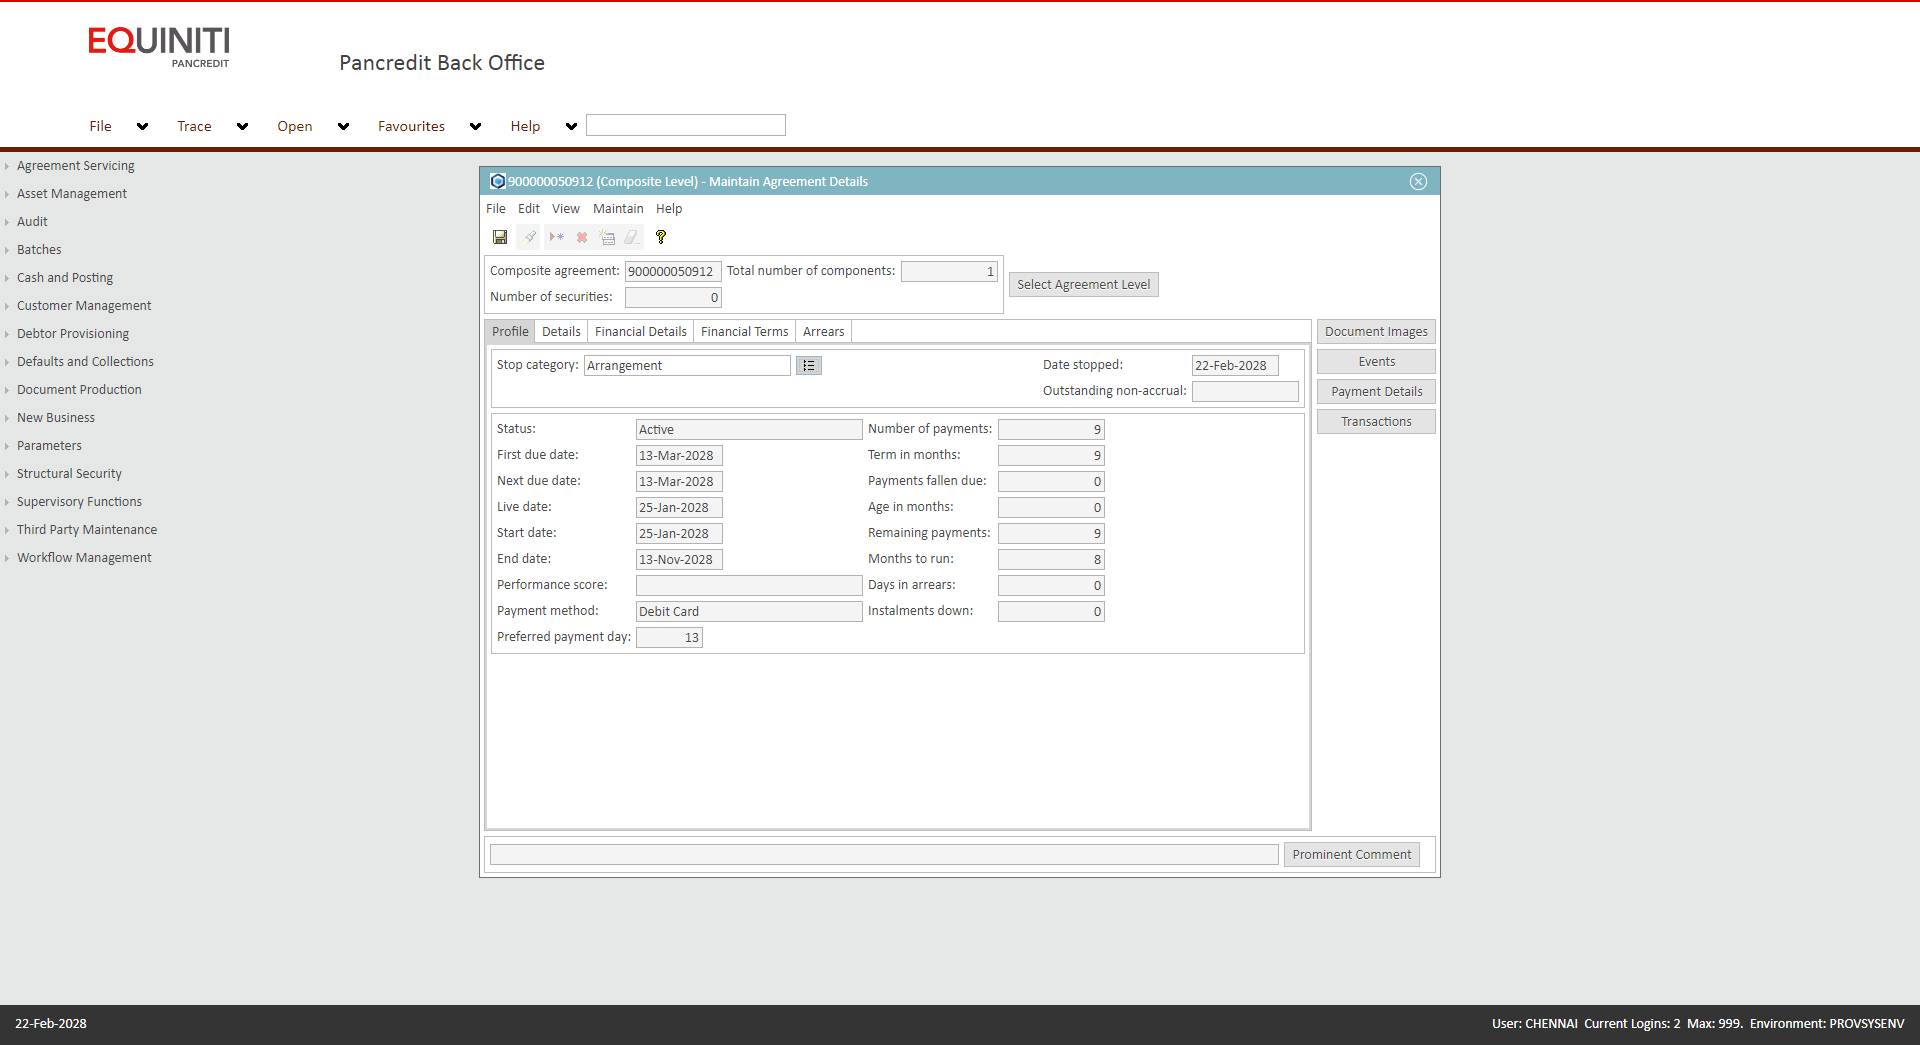 EQUINITI
PANCREDIT
Pancredit Back Office
File Trace Open Favourites Help
Agreement Servicing
Asset Management
Audit
Batches
Cash and Posting
Customer Management
Debtor Provisioning
Defaults and Collections
Document Production
New Business
Parameters
Structural Security
Supervisory Functions
Third Party Maintenance
Workflow Management
900000050912 (Composite Level) - Maintain Agreement Details
File Edit View Maintain Help
Composite agreement: 900000050912 Total number of components: 1
Number of securities: 0
Select Agreement Level
Profile Details Financial Details Financial Terms Arrears
Stop category: Arrangement Date stopped: 22-Feb-2028
Outstanding non-accrual:
Status: Active Number of payments: 9
First due date: 13-Mar-2028 Term in months: 9
Next due date: 13-Mar-2028 Payments fallen due: 0
Live date: 25-Jan-2028 Age in months: 0
Start date: 25-Jan-2028 Remaining payments: 9
End date: 13-Nov-2028 Months to run: 8
Performance score: Days in arrears: 0
Payment method: Debit Card Instalments down: 0
Preferred payment day: 13
Document Images
Events
Payment Details
Transactions
Prominent Comment
22-Feb-2028 User: CHENNAI Current Logins: 2 Max: 999. Environment: PROVSYSENV